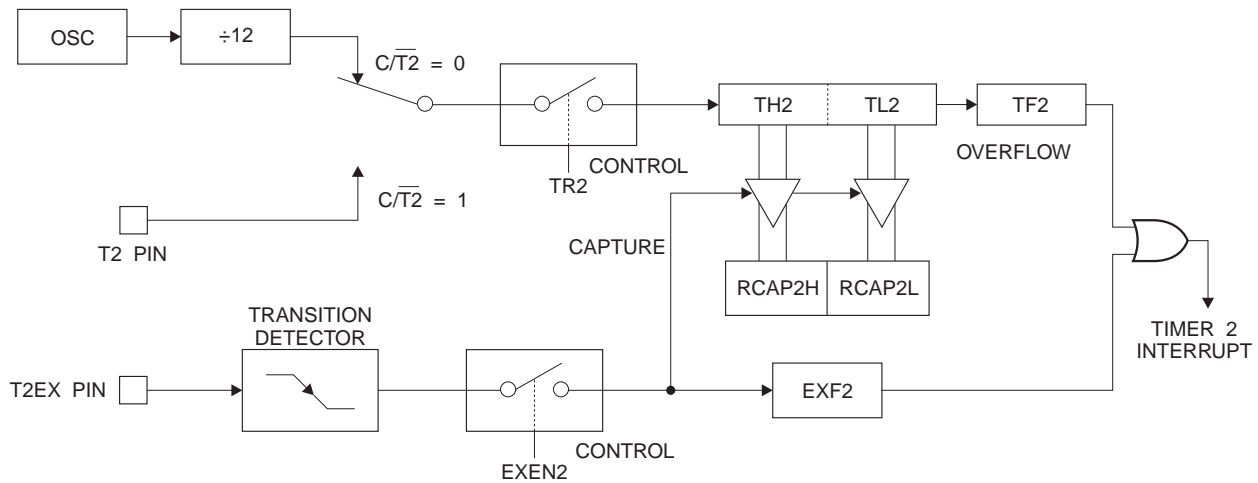 OSC
÷12
C/T2 = 0
TH2
TL2
TF2
OVERFLOW
CONTROL
TR2
C/T2 = 1
T2 PIN
CAPTURE
RCAP2H
RCAP2L
TRANSITION
DETECTOR
TIMER 2
INTERRUPT
T2EX PIN
EXF2
CONTROL
EXEN2